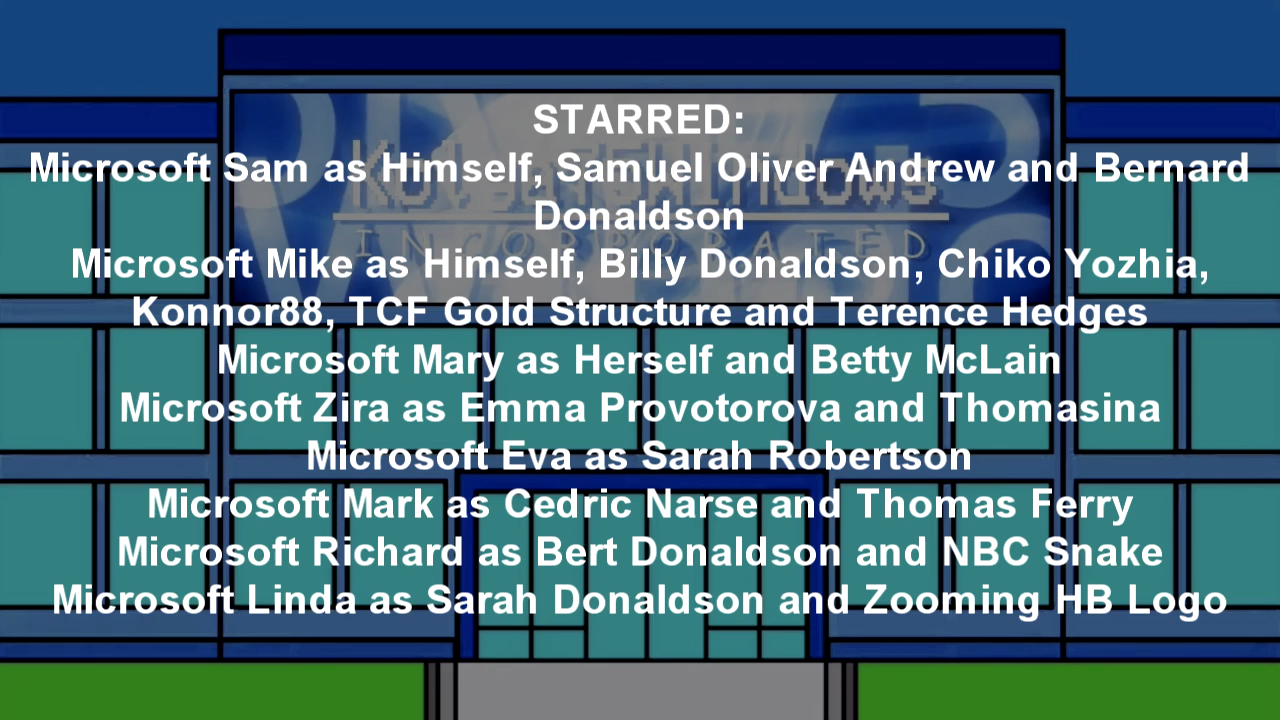 STARRED:
Microsoft Sam as Himself, Samuel Oliver Andrew and Bernard
Donaldson
Microsoft Mike as Himself, Billy Donaldson, Chiko Yozhia,
Konnor88, TCF Gold Structure and Terence Hedges
Microsoft Mary as Herself and Betty McLain
Microsoft Zira as Emma Provotorova and Thomasina
Microsoft Eva as Sarah Robertson
Microsoft Mark as Cedric Narse and Thomas Ferry
Microsoft Richard as Bert Donaldson and NBC Snake
Microsoft Linda as Sarah Donaldson and Zooming HB Logo
INCORPORATED